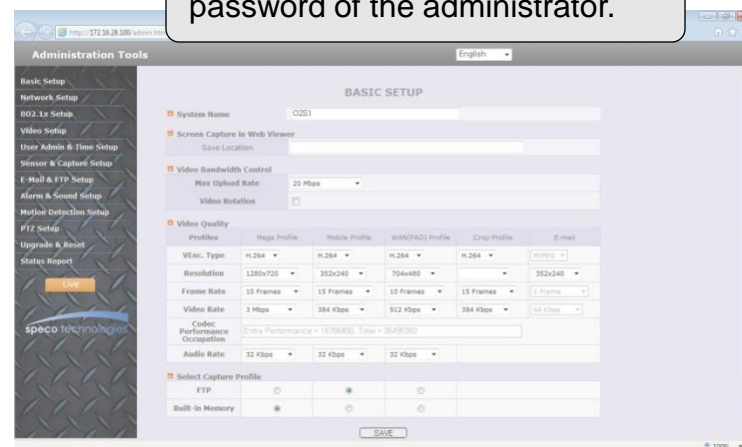 password of the administrator.
http://172.16.28.100/admin.htm
Administration Tools
English
Basic Setup
Network Setup
802.1x Setup
Video Setup
User Admin & Time Setup
Sensor & Capture Setup
E-Mail & FTP Setup
Alarm & Sound Setup
Motion Detection Setup
PTZ Setup
Upgrade & Reset
Status Report
Live
speco technologies
BASIC SETUP
System Name O2S1
Screen Capture in Web Viewer
Save Location
Video Bandwidth Control
Max Upload Rate 20 Mbps
Video Rotation
Video Quality
Profiles Mega Profile Mobile Profile WAN(PAD) Profile Crop Profile E-mail
VEnc. Type H.264 H.264 H.264 H.264 MJPEG
Resolution 1280x720 352x240 704x480 352x240
Frame Rate 15 Frames 15 Frames 10 Frames 15 Frames 1 Frame
Video Rate 3 Mbps 384 Kbps 512 Kbps 384 Kbps 64 Kbps
Codec Performance Occupation Extra Performance = 16788480, Total = 36495360
Audio Rate 32 Kbps 32 Kbps 32 Kbps
Select Capture Profile
FTP
Built-in Memory
SAVE
100%